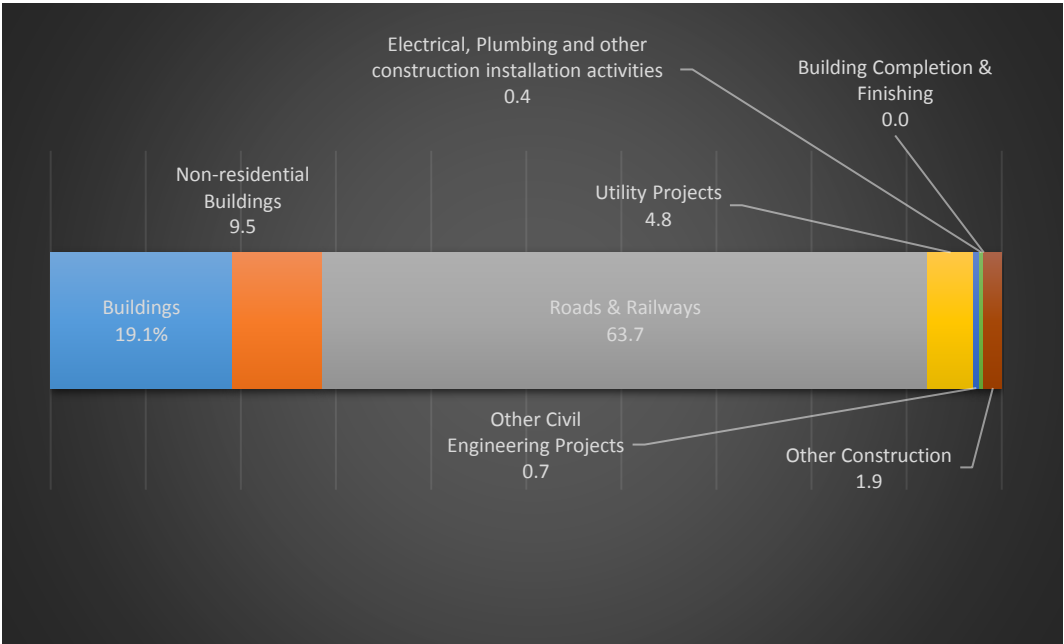 Electrical, Plumbing and other
construction installation activities
0.4
Building Completion &
Finishing
0.0
Non-residential
Buildings
9.5
Utility Projects
4.8
Buildings
19.1%
Roads & Railways
63.7
Other Civil
Engineering Projects
0.7
Other Construction
1.9